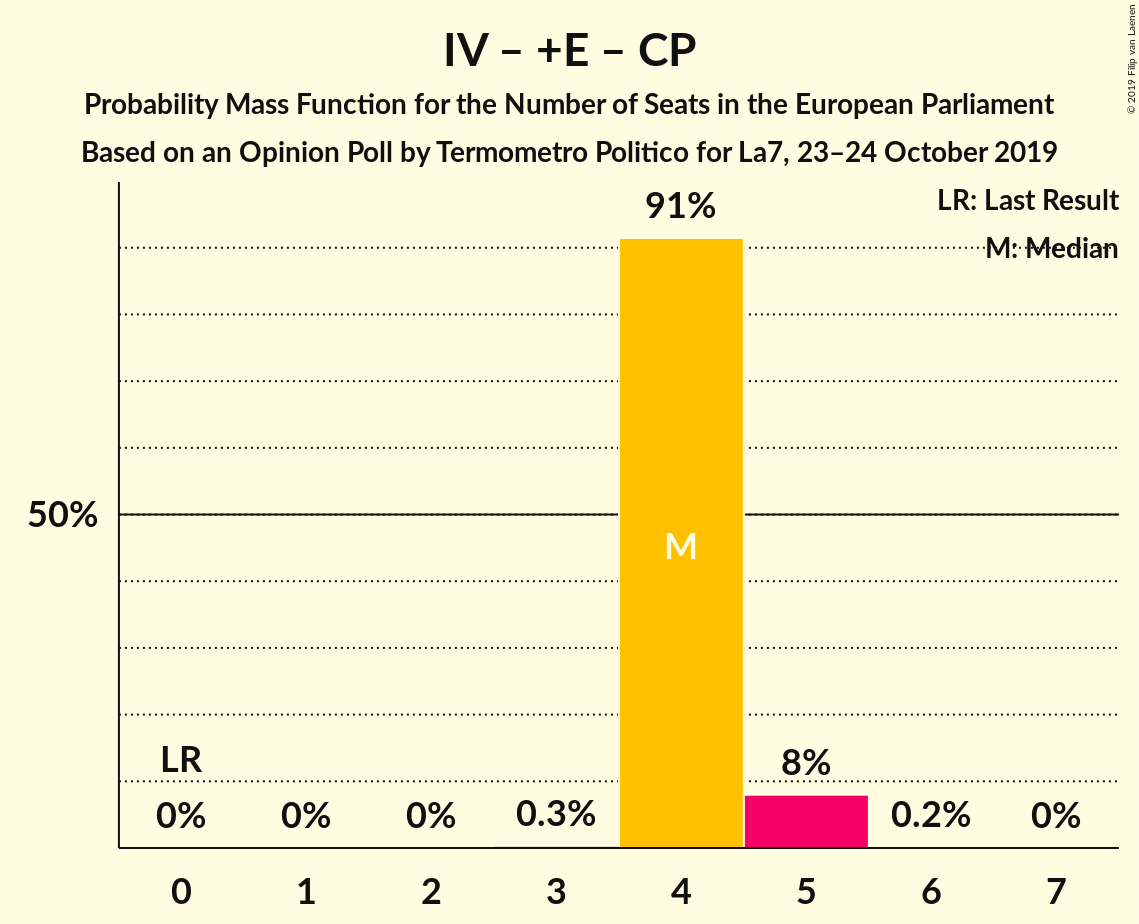 IV – +E – CP
Probability Mass Function for the Number of Seats in the European Parliament
Based on an Opinion Poll by Termometro Politico for La7, 23–24 October 2019
© 2019 Filip van Laenen
LR: Last Result
M: Median
91%
50%
M
LR
8%
0% 0% 0% 0.3% 0.2% 0%
0 1 2 3 4 5 6 7